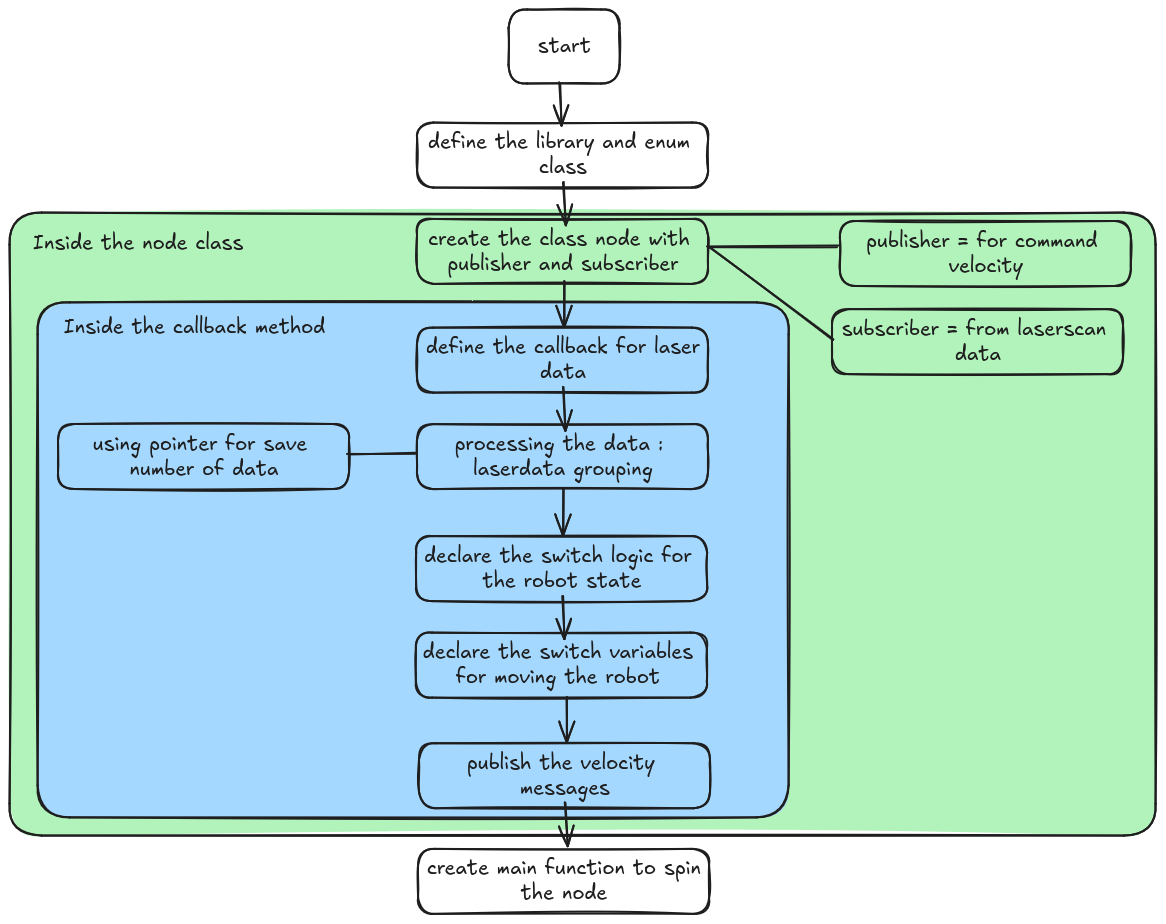 start
define the library and enum
class
Inside the node class
create the class node with
publisher and subscriber
publisher = for command
velocity
subscriber = from laserscan
data
Inside the callback method
define the callback for laser
data
using pointer for save
number of data
processing the data :
laserdata grouping
declare the switch logic for
the robot state
declare the switch variables
for moving the robot
publish the velocity
messages
create main function to spin
the node